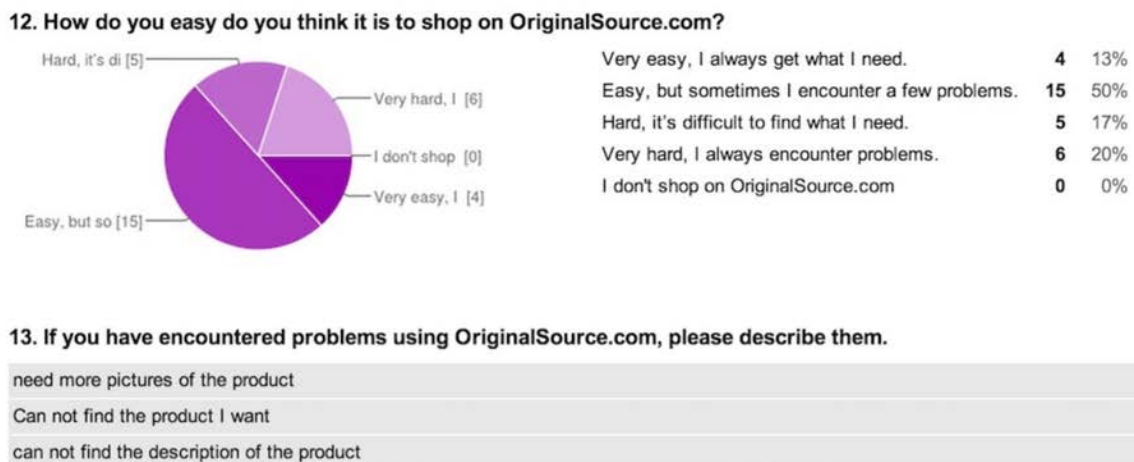 12. How do you easy do you think it is to shop on OriginalSource.com?
Hard, it's di [5]
Very hard, I [6]
I don't shop [0]
Very easy, I [4]
Easy, but so [15]
Very easy, I always get what I need. 4 13%
Easy, but sometimes I encounter a few problems. 15 50%
Hard, it's difficult to find what I need. 5 17%
Very hard, I always encounter problems. 6 20%
I don't shop on OriginalSource.com 0 0%
13. If you have encountered problems using OriginalSource.com, please describe them.
need more pictures of the product
Can not find the product I want
can not find the description of the product